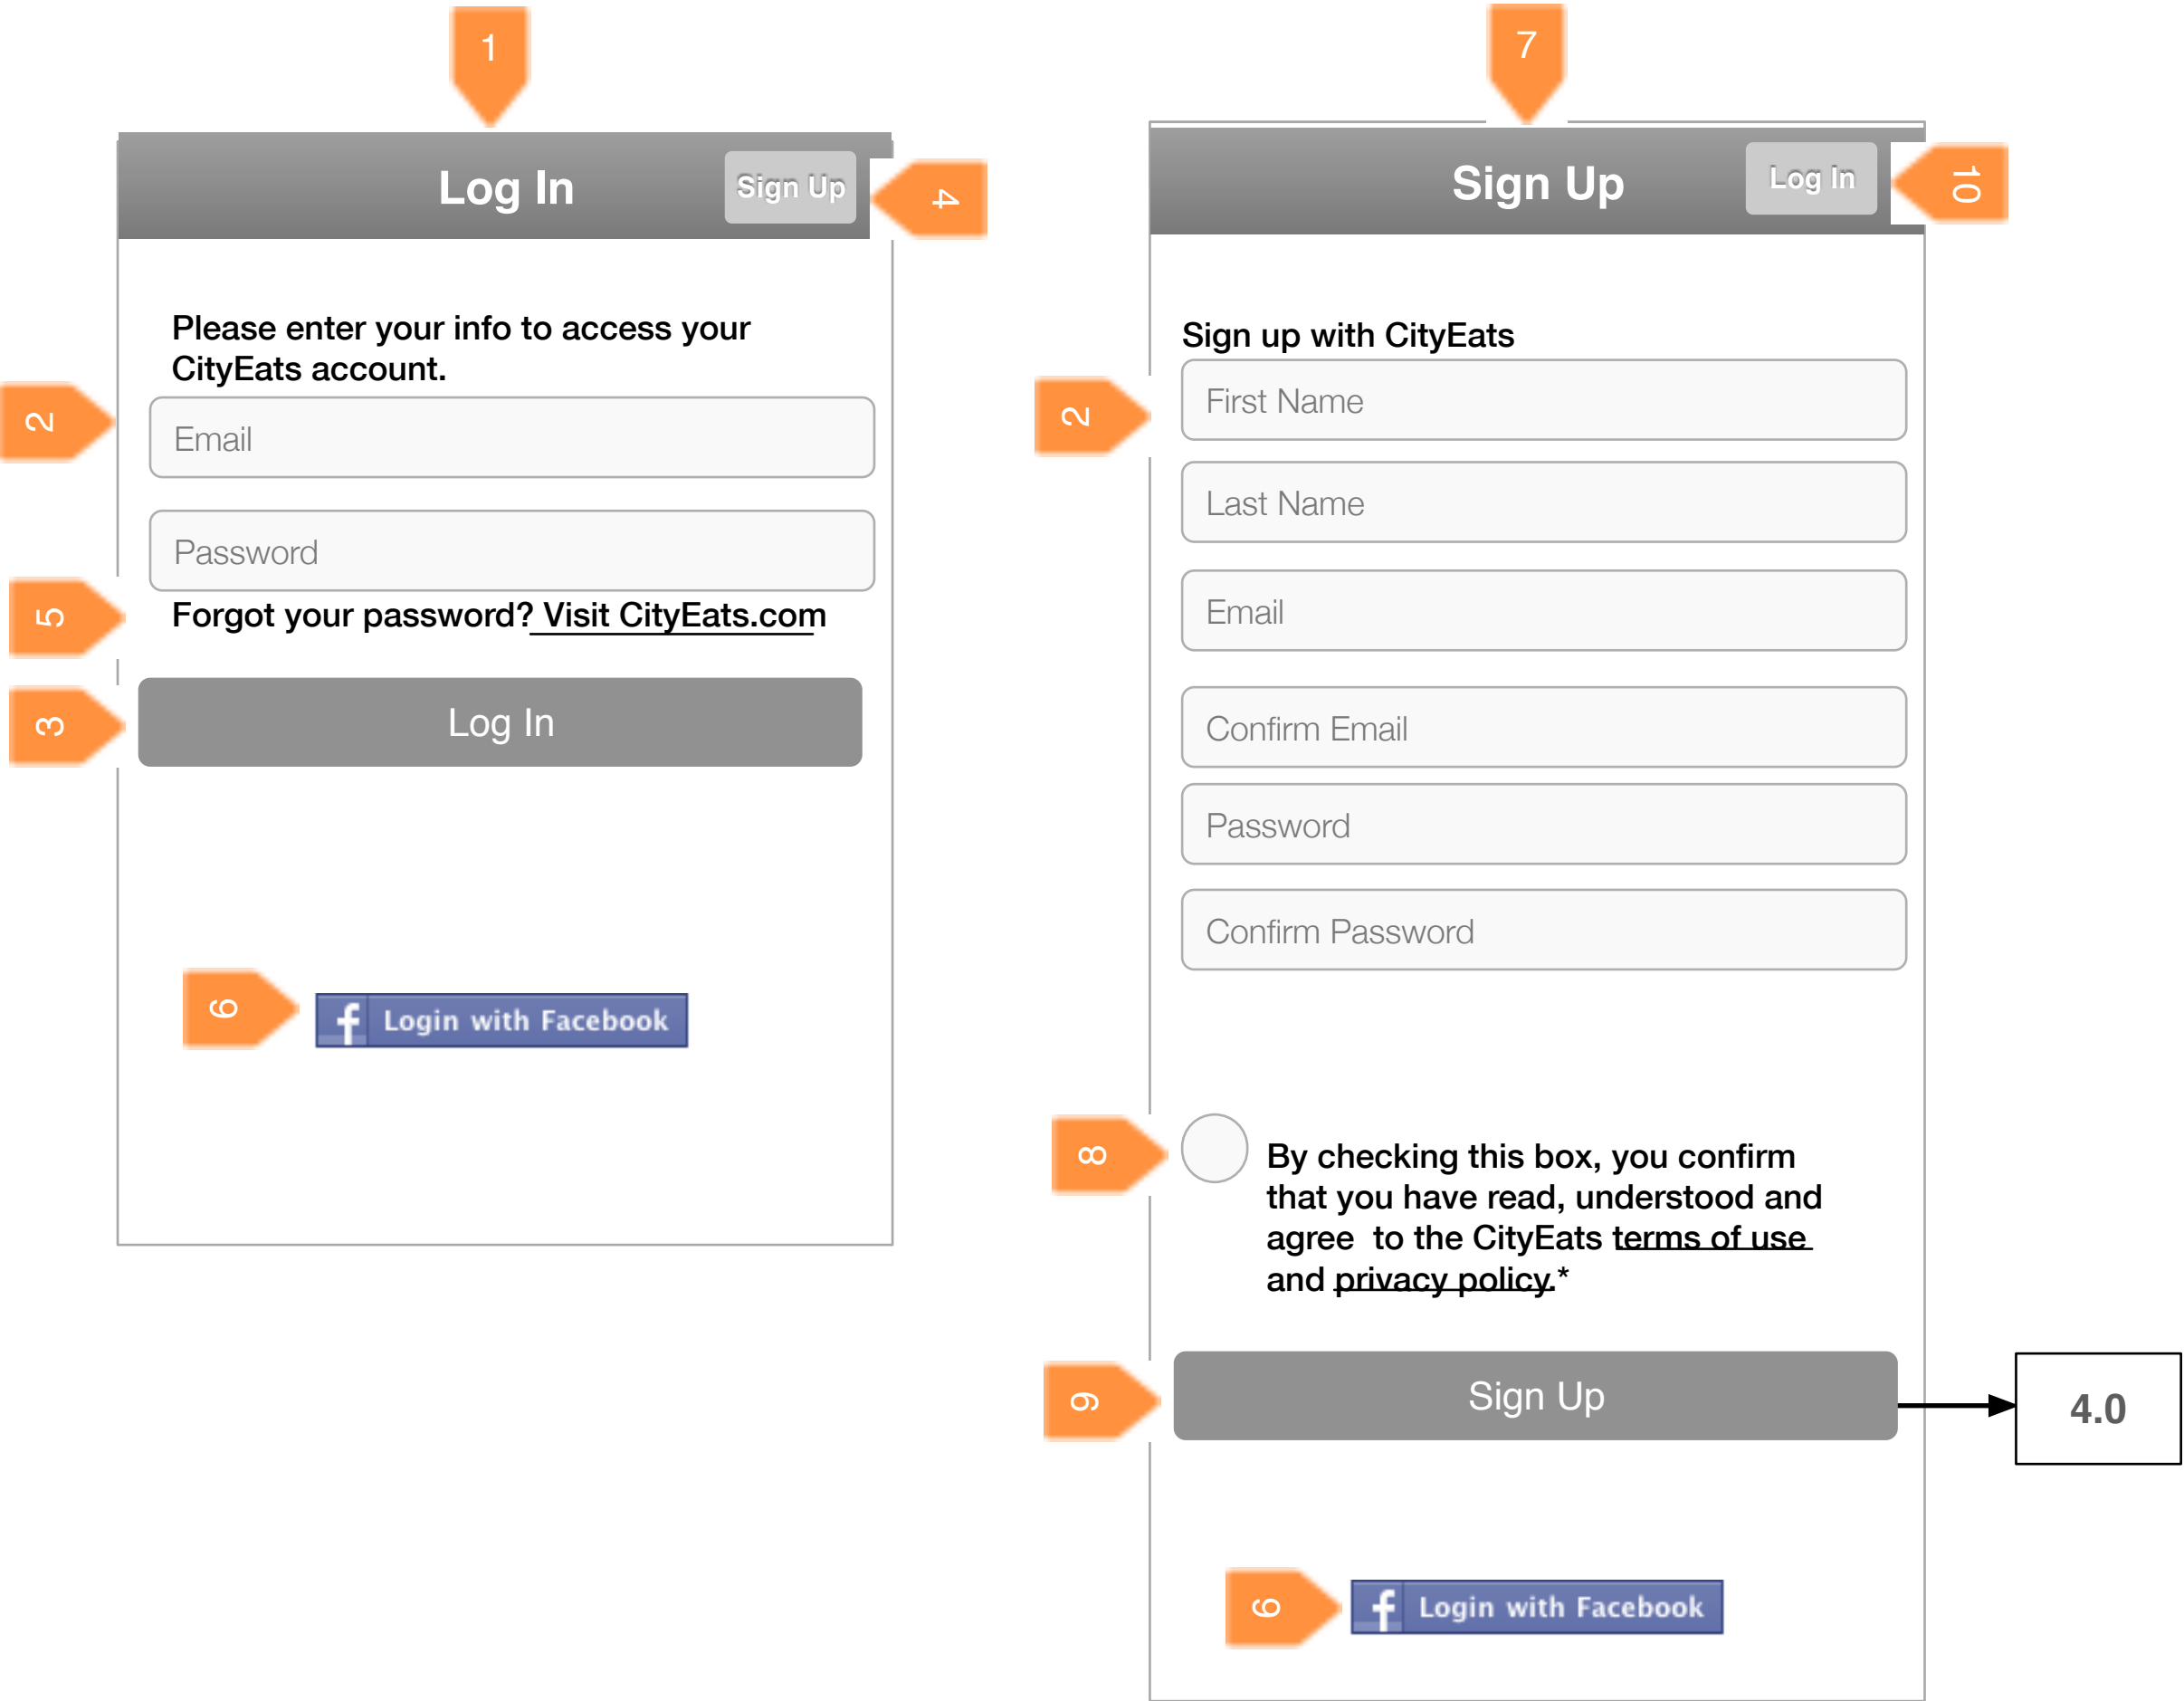 1
Log In
Sign Up
4
Please enter your info to access your
CityEats account.
2
Email
Password
5
Forgot your password? Visit CityEats.com
3
Log In
6
f Login with Facebook
7
Sign Up
Log In
10
Sign up with CityEats
2
First Name
Last Name
Email
Confirm Email
Password
Confirm Password
8
By checking this box, you confirm
that you have read, understood and
agree to the CityEats terms of use
and privacy policy.*
9
Sign Up
4.0
6
f Login with Facebook